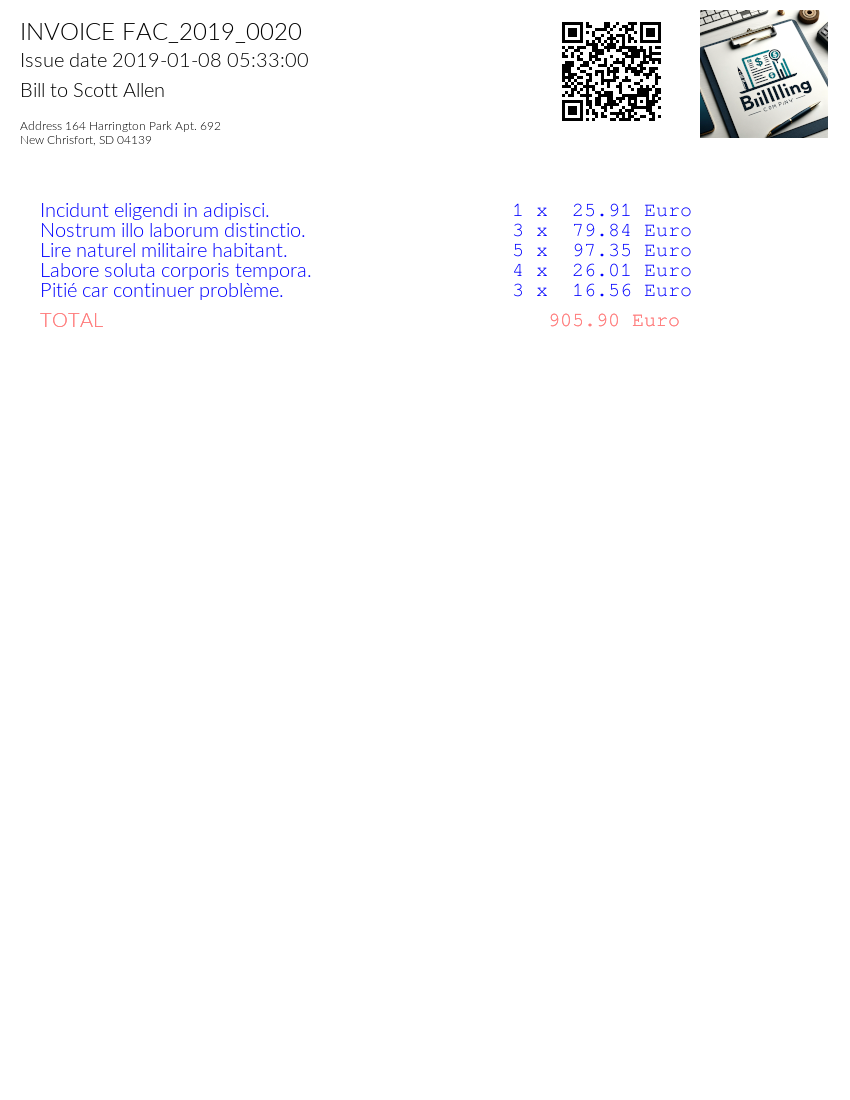 INVOICE FAC_2019_0020
Issue date 2019-01-08 05:33:00
Bill to Scott Allen
Address 164 Harrington Park Apt. 692
New Chrisfort, SD 04139
Biilllling
COMPANY
Incidunt eligendi in adipisci. 1 x 25.91 Euro
Nostrum illo laborum distinctio. 3 x 79.84 Euro
Lire naturel militaire habitant. 5 x 97.35 Euro
Labore soluta corporis tempora. 4 x 26.01 Euro
Pitié car continuer problème. 3 x 16.56 Euro
TOTAL 905.90 Euro